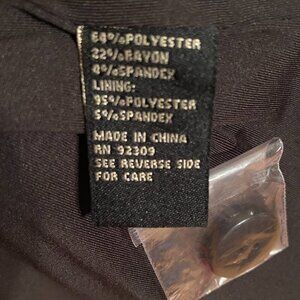 64%POLYESTER
32%RAYON
4%SPANDEX
LINING:
95%POLYESTER
5%SPANDEX
MADE IN CHINA
RN 92309
SEE REVERSE SIDE
FOR CARE